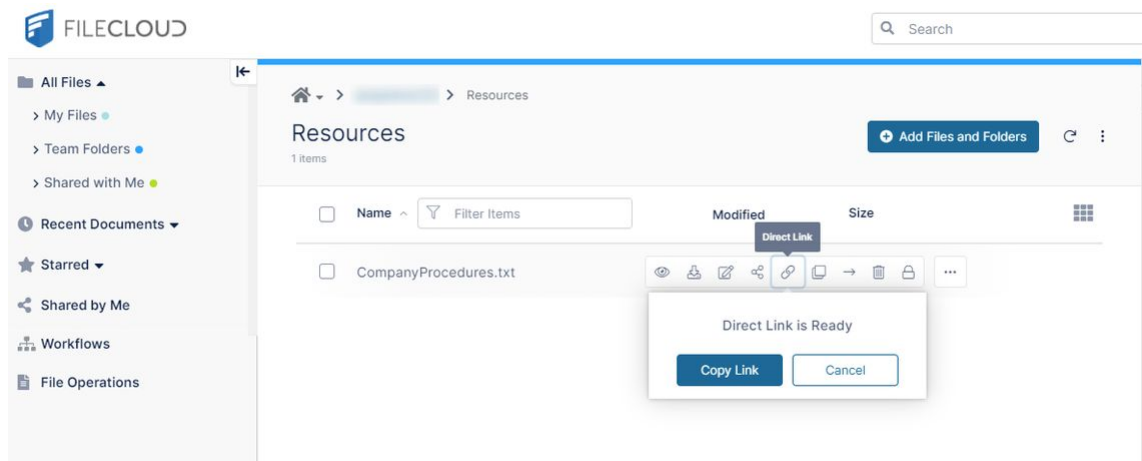 FILECLOUD
Search
All Files
My Files
Team Folders
Shared with Me
Recent Documents
Starred
Shared by Me
Workflows
File Operations
Resources
Resources
1 items
Add Files and Folders
Name
Filter Items
Modified
Size
Direct Link
CompanyProcedures.txt
Direct Link is Ready
Copy Link
Cancel